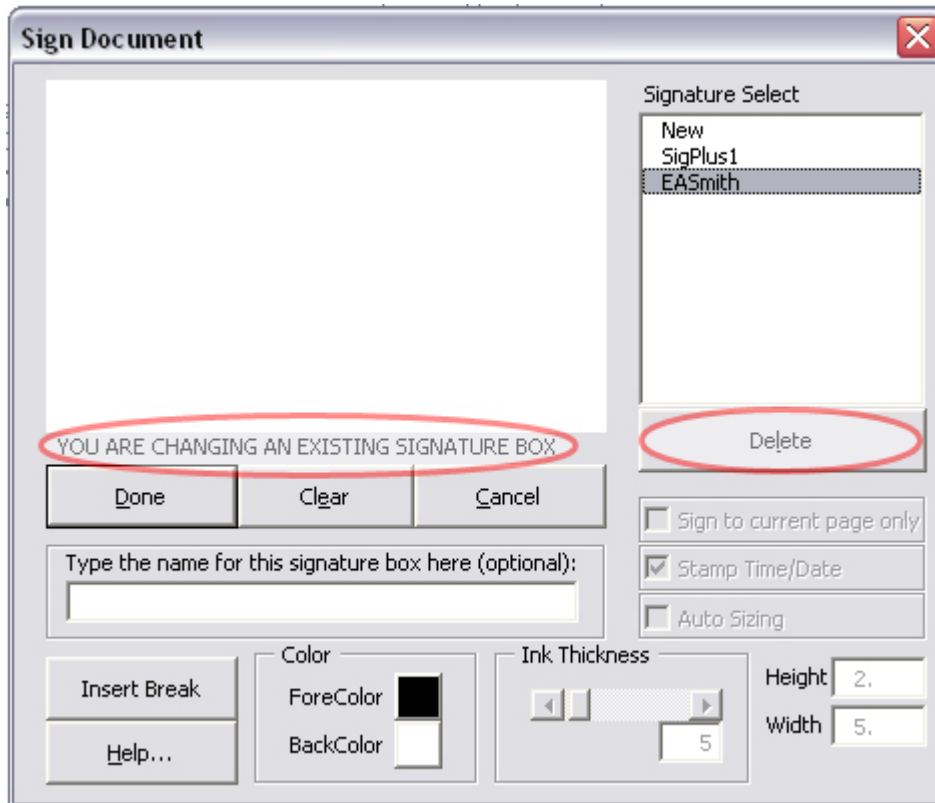 Sign Document
Signature Select
New
SigPlus1
EASmith
YOU ARE CHANGING AN EXISTING SIGNATURE BOX
Delete
Done
Clear
Cancel
Sign to current page only
Type the name for this signature box here (optional):
Stamp Time/Date
Auto Sizing
Insert Break
Color
Ink Thickness
ForeColor
Height 2.
BackColor
5
Width 5.
Help...